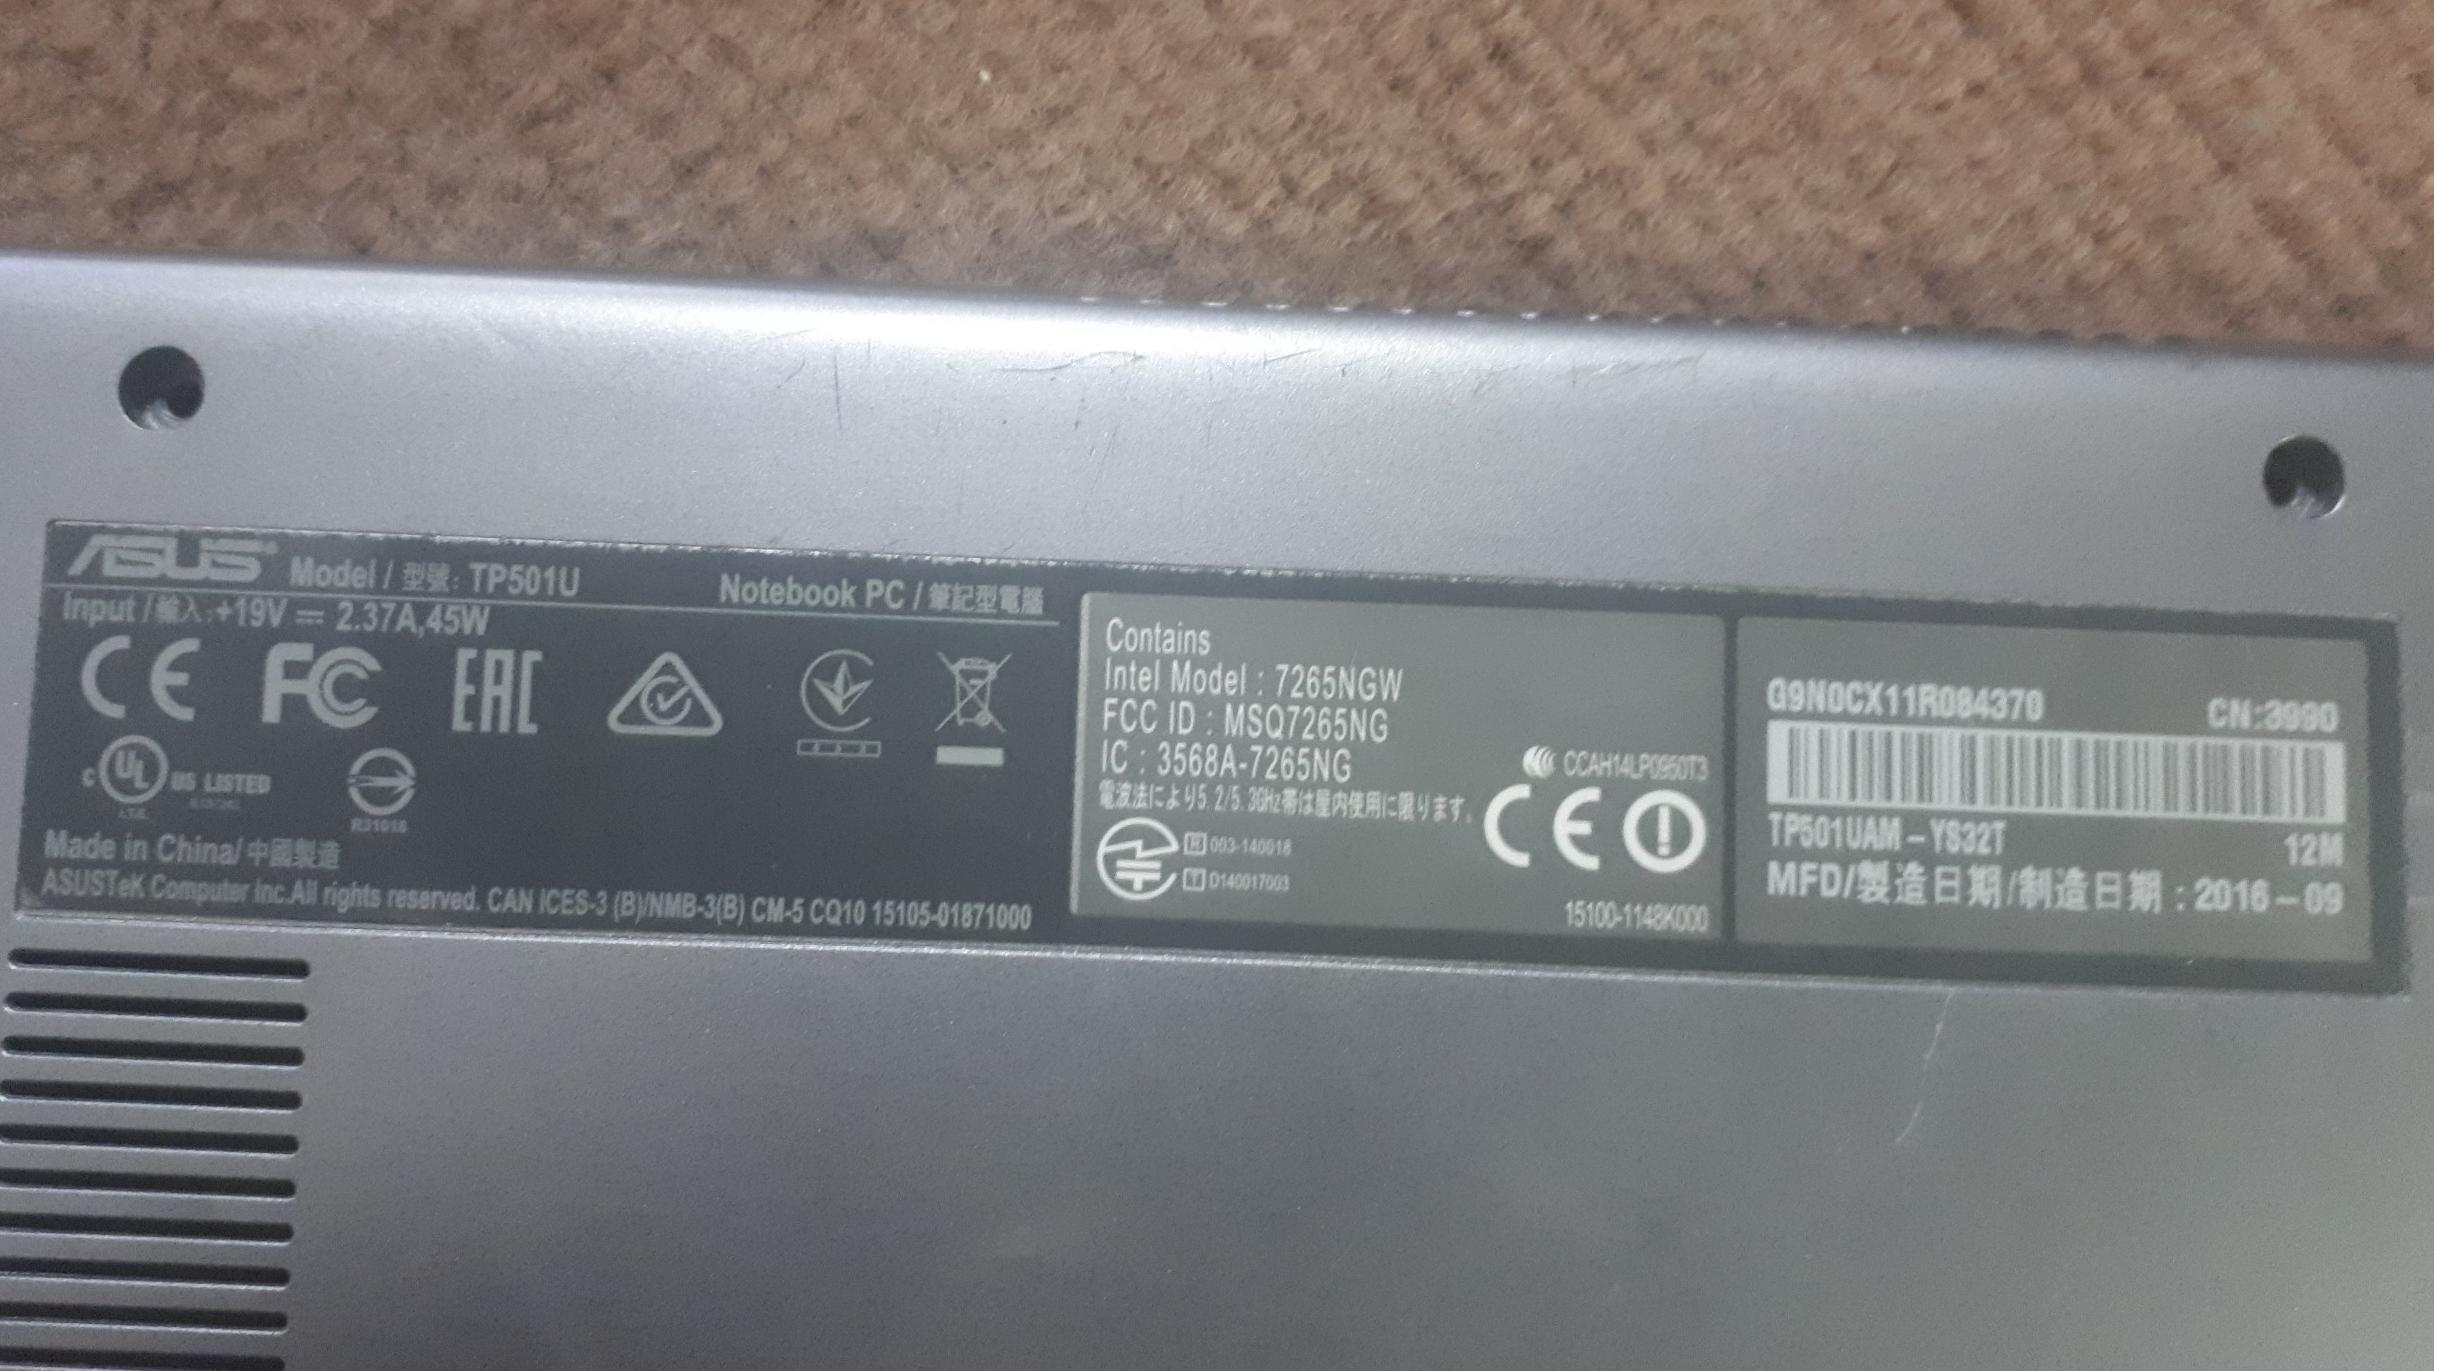 ASUS Model / 型號: TP501U Notebook PC / 筆記型電腦
Input / 輸入: +19V ⎓ 2.37A,45W
CE FC EAC
C UL US LISTED
R31018
Made in China/ 中國製造
ASUSTeK Computer Inc.All rights reserved. CAN ICES-3 (B)/NMB-3(B) CM-5 CQ10 15105-01871000
Contains
Intel Model : 7265NGW
FCC ID : MSQ7265NG
IC : 3568A-7265NG
CCAH14LP0950T3
電波法により5.2/5.3GHz帯は屋内使用に限ります。
R 003-140018
T D140017003
CE
15100-1148K000
G9N0CX11R084370 CN:3990
TP501UAM-YS32T 12M
MFD/製造日期/制造日期 : 2016-09